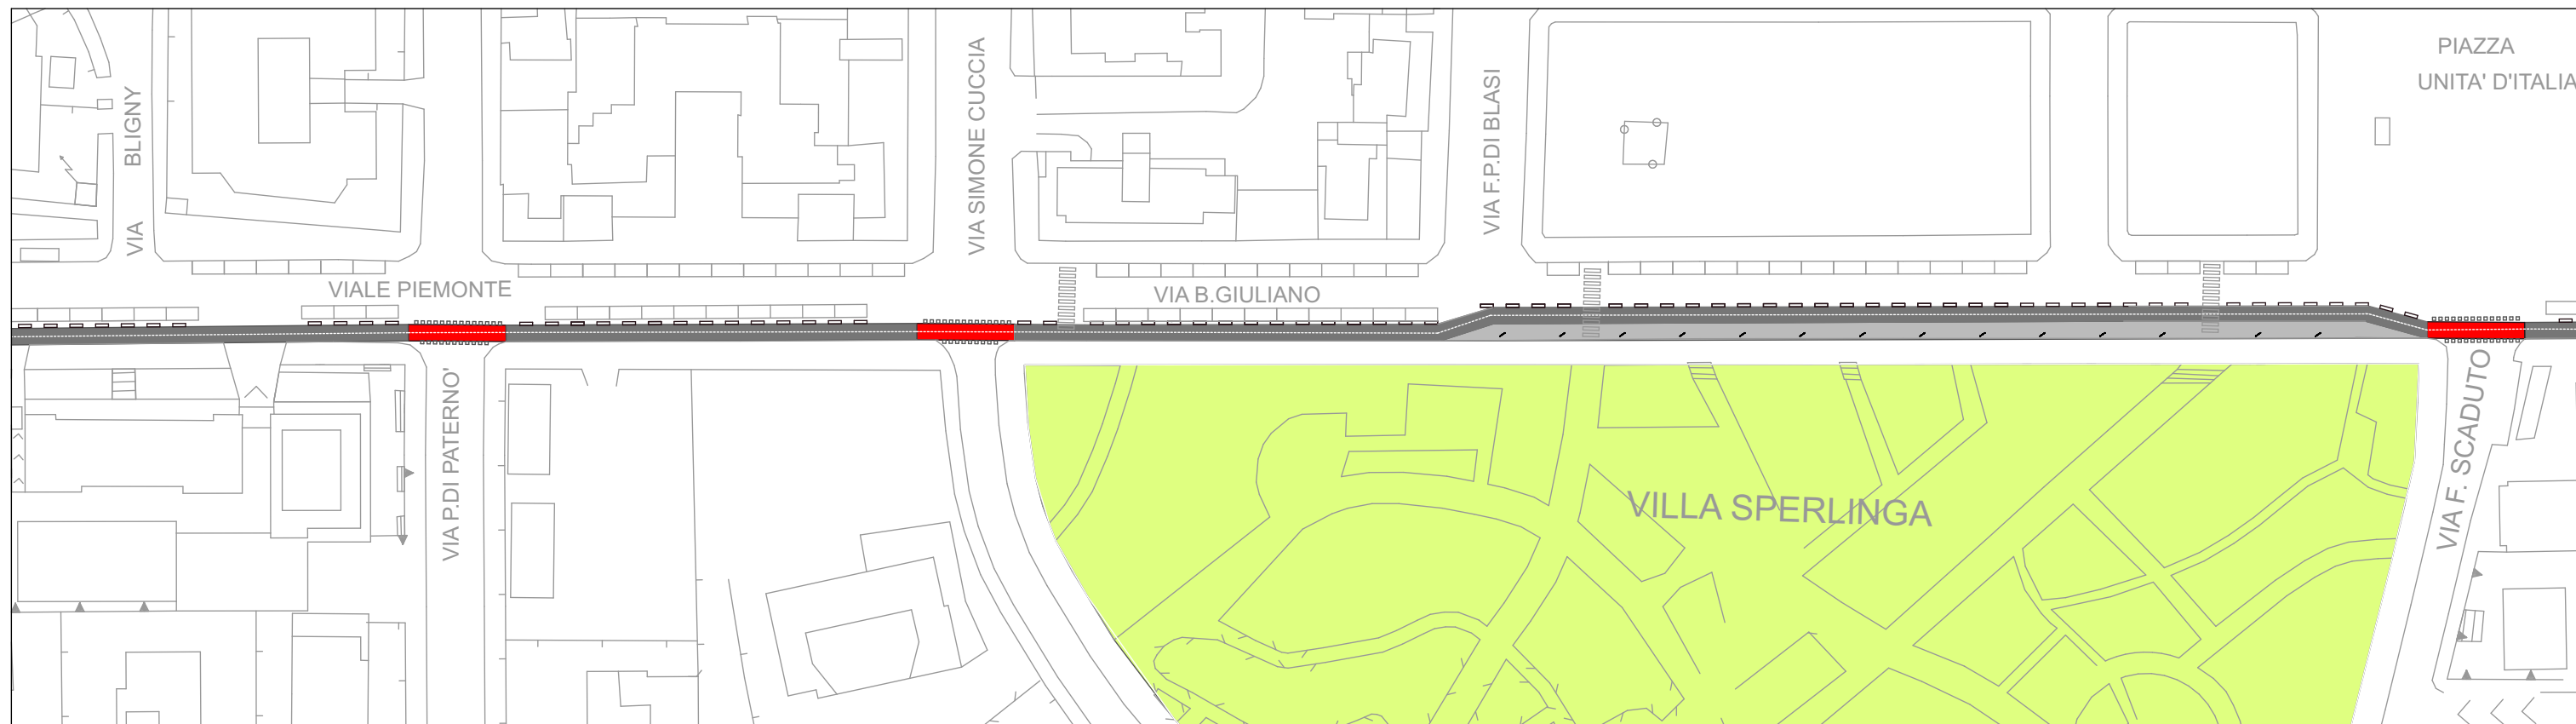 PIAZZA
UNITA' D'ITALIA
VIA BLIGNY
VIA SIMONE CUCCIA
VIA F.P.DI BLASI
VIALE PIEMONTE
VIA B.GIULIANO
VIA P.DI PATERNO'
VILLA SPERLINGA
VIA F. SCADUTO